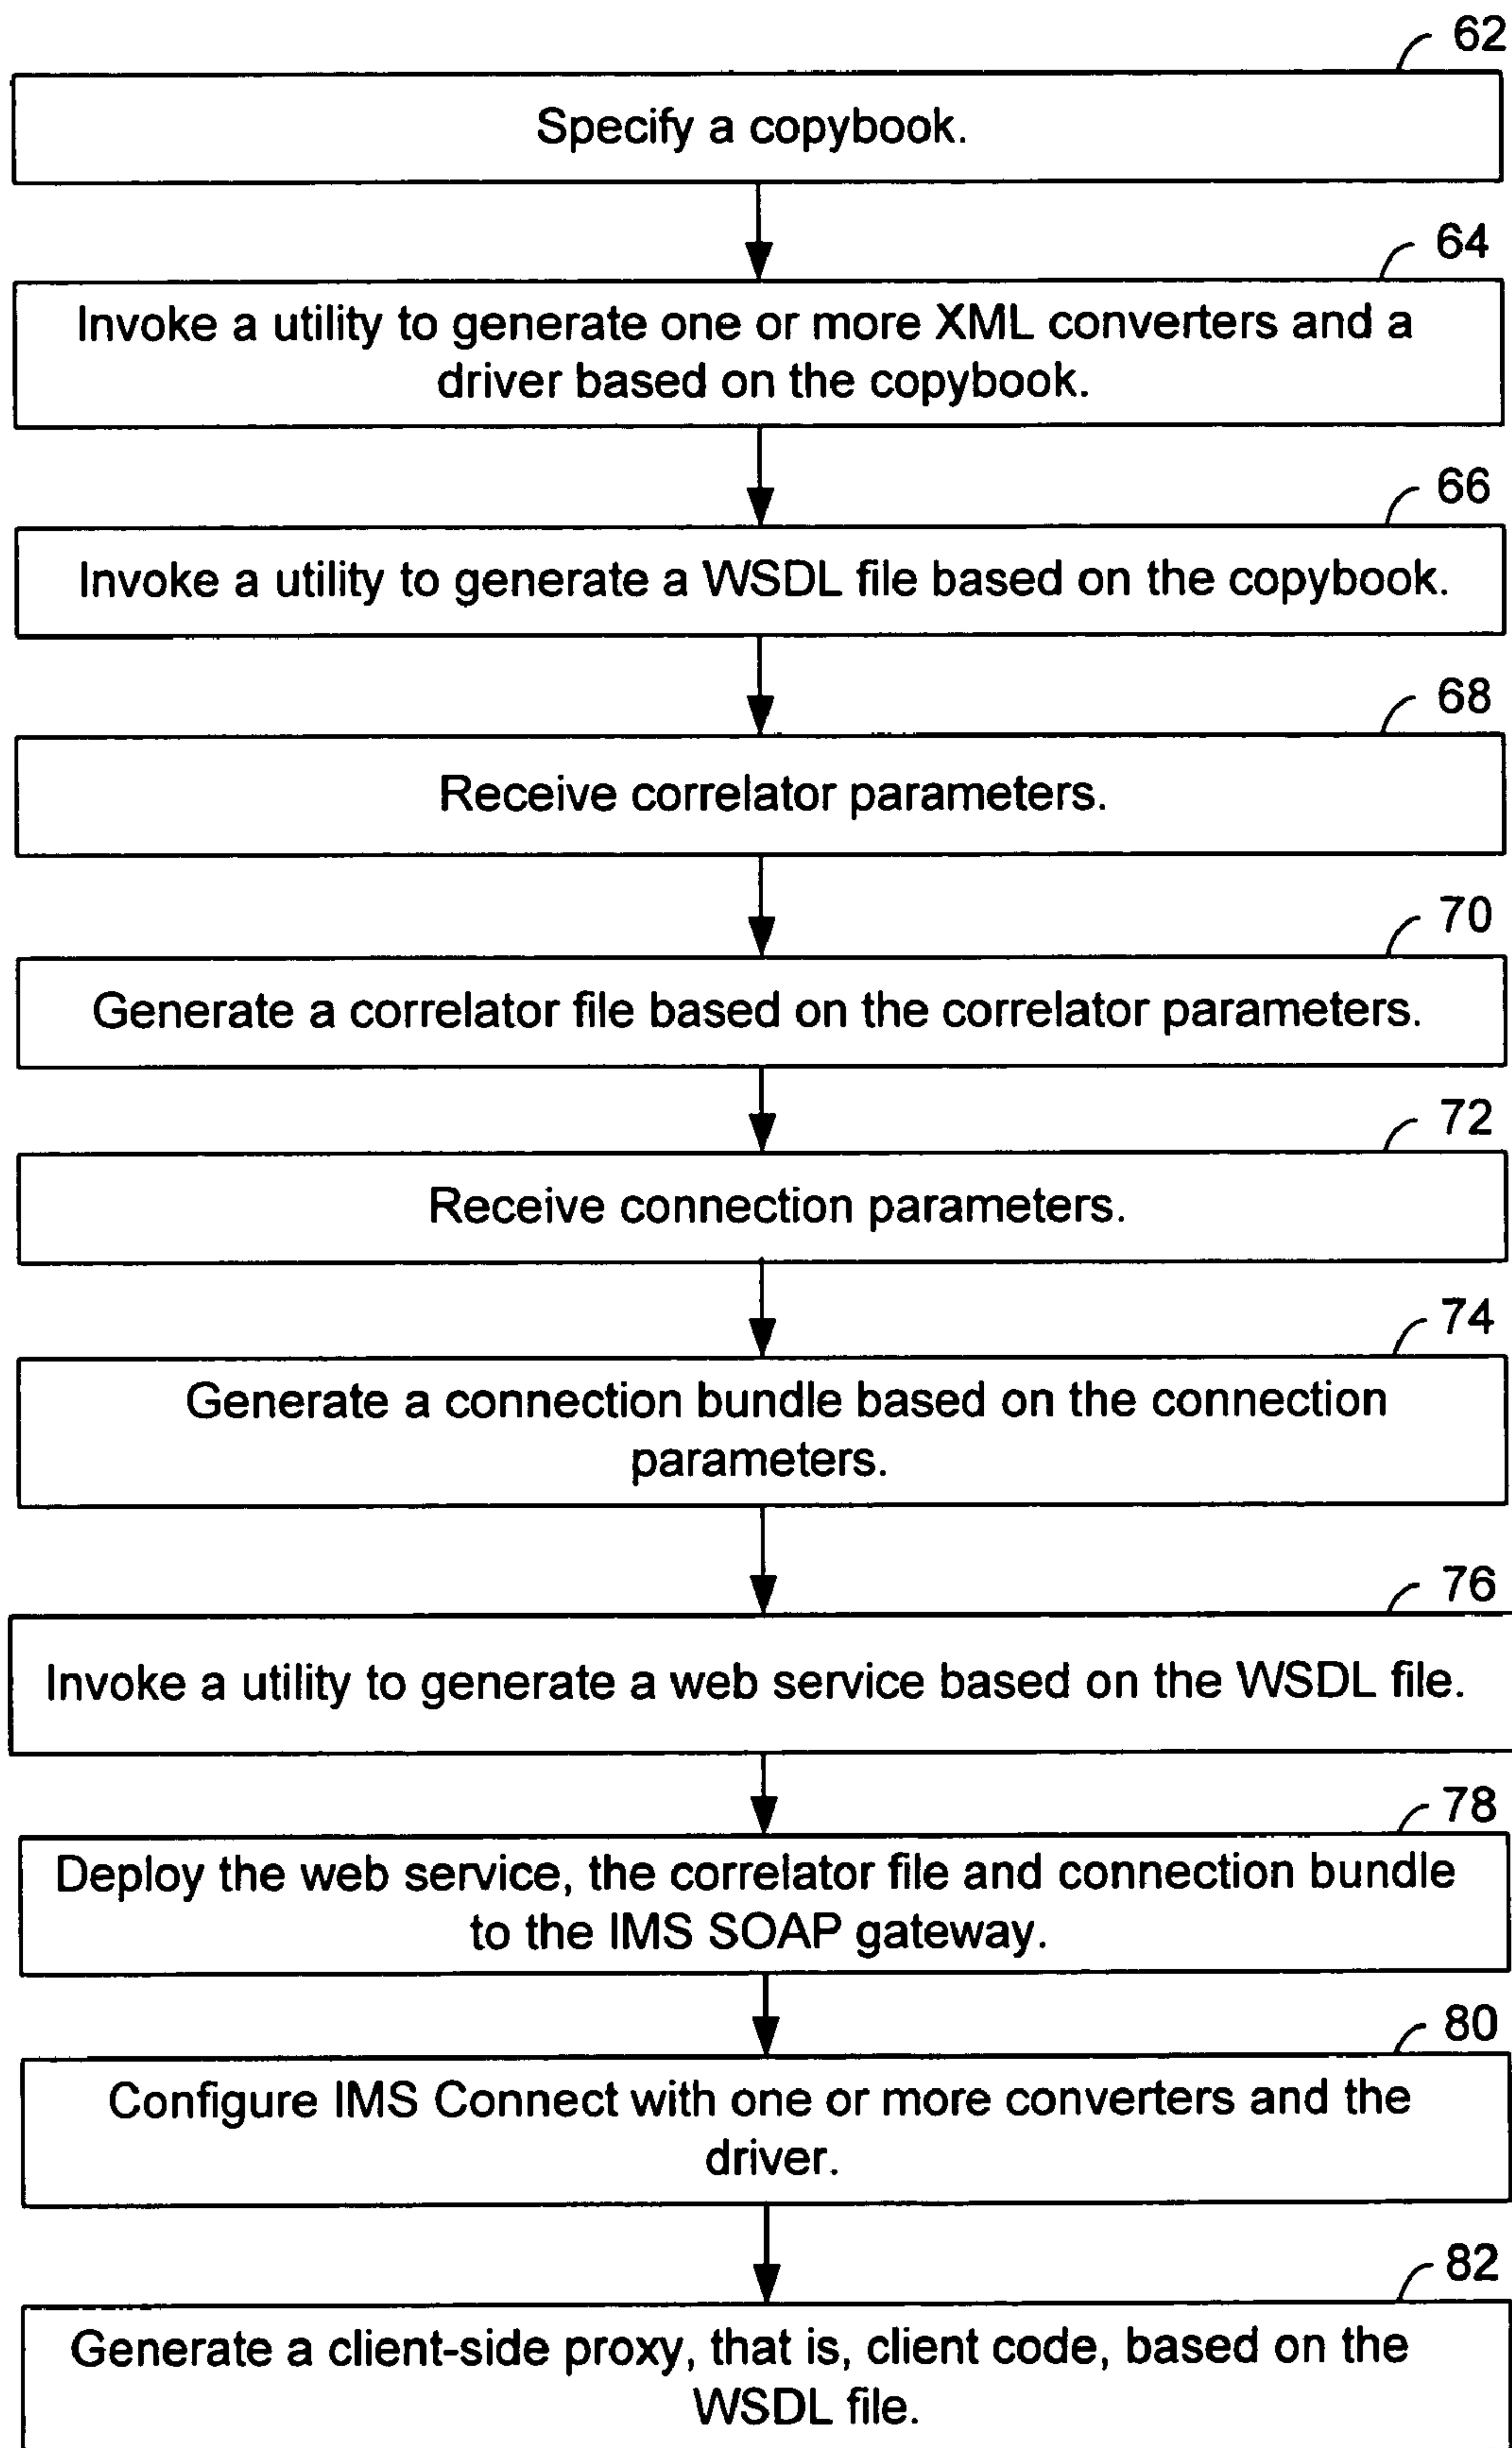 62
Specify a copybook.
64
Invoke a utility to generate one or more XML converters and a
driver based on the copybook.
66
Invoke a utility to generate a WSDL file based on the copybook.
68
Receive correlator parameters.
70
Generate a correlator file based on the correlator parameters.
72
Receive connection parameters.
74
Generate a connection bundle based on the connection
parameters.
76
Invoke a utility to generate a web service based on the WSDL file.
78
Deploy the web service, the correlator file and connection bundle
to the IMS SOAP gateway.
80
Configure IMS Connect with one or more converters and the
driver.
82
Generate a client-side proxy, that is, client code, based on the
WSDL file.